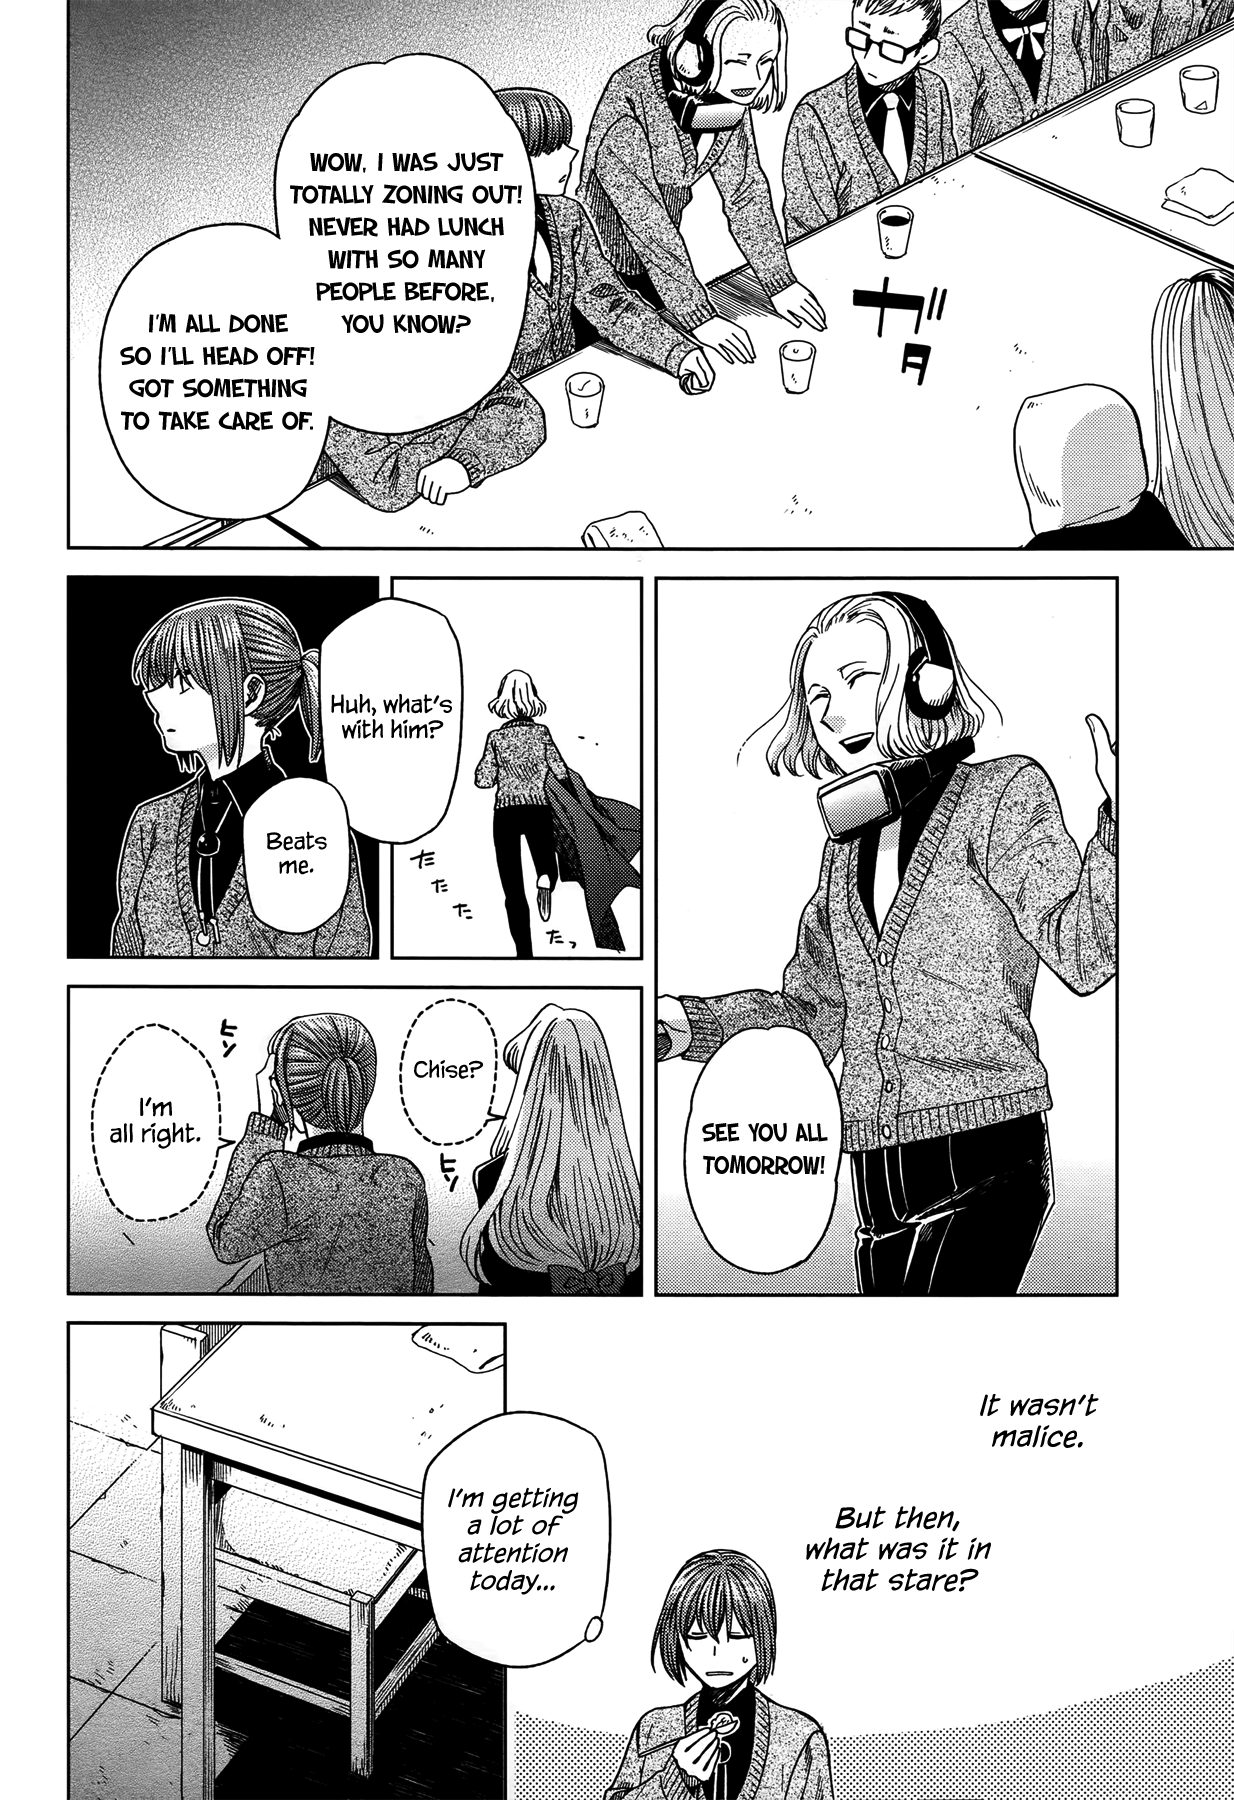 WOW, I WAS JUST
TOTALLY ZONING OUT!
NEVER HAD LUNCH
WITH SO MANY
PEOPLE BEFORE,
YOU KNOW?
I'M ALL DONE
SO I'LL HEAD OFF!
GOT SOMETHING
TO TAKE CARE OF.
ガタ
SEE YOU ALL
TOMORROW!
たたたたっ
Huh, what's
with him?
Beats
me.
Chise?
ヒソ
ヒソ
I'm
all right.
It wasn't
malice.
But then,
what was it in
that stare?
I'm getting
a lot of
attention
today...